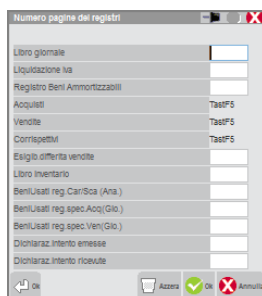 Numero pagine dei registri
Libro giornale
Liquidazione Iva
Registro Beni Ammortizzabili
Acquisti TastF5
Vendite TastF5
Corrispettivi TastF5
Esigib.differita vendite
Libro Inventario
BeniUsati reg.Car/Sca (Ana.)
BeniUsati reg.spec.Acq(Glo.)
BeniUsati reg.spec.Ven(Glo.)
Dichiaraz.Intento emesse
Dichiaraz.Intento ricevute
Ok Azzera Ok Annulla